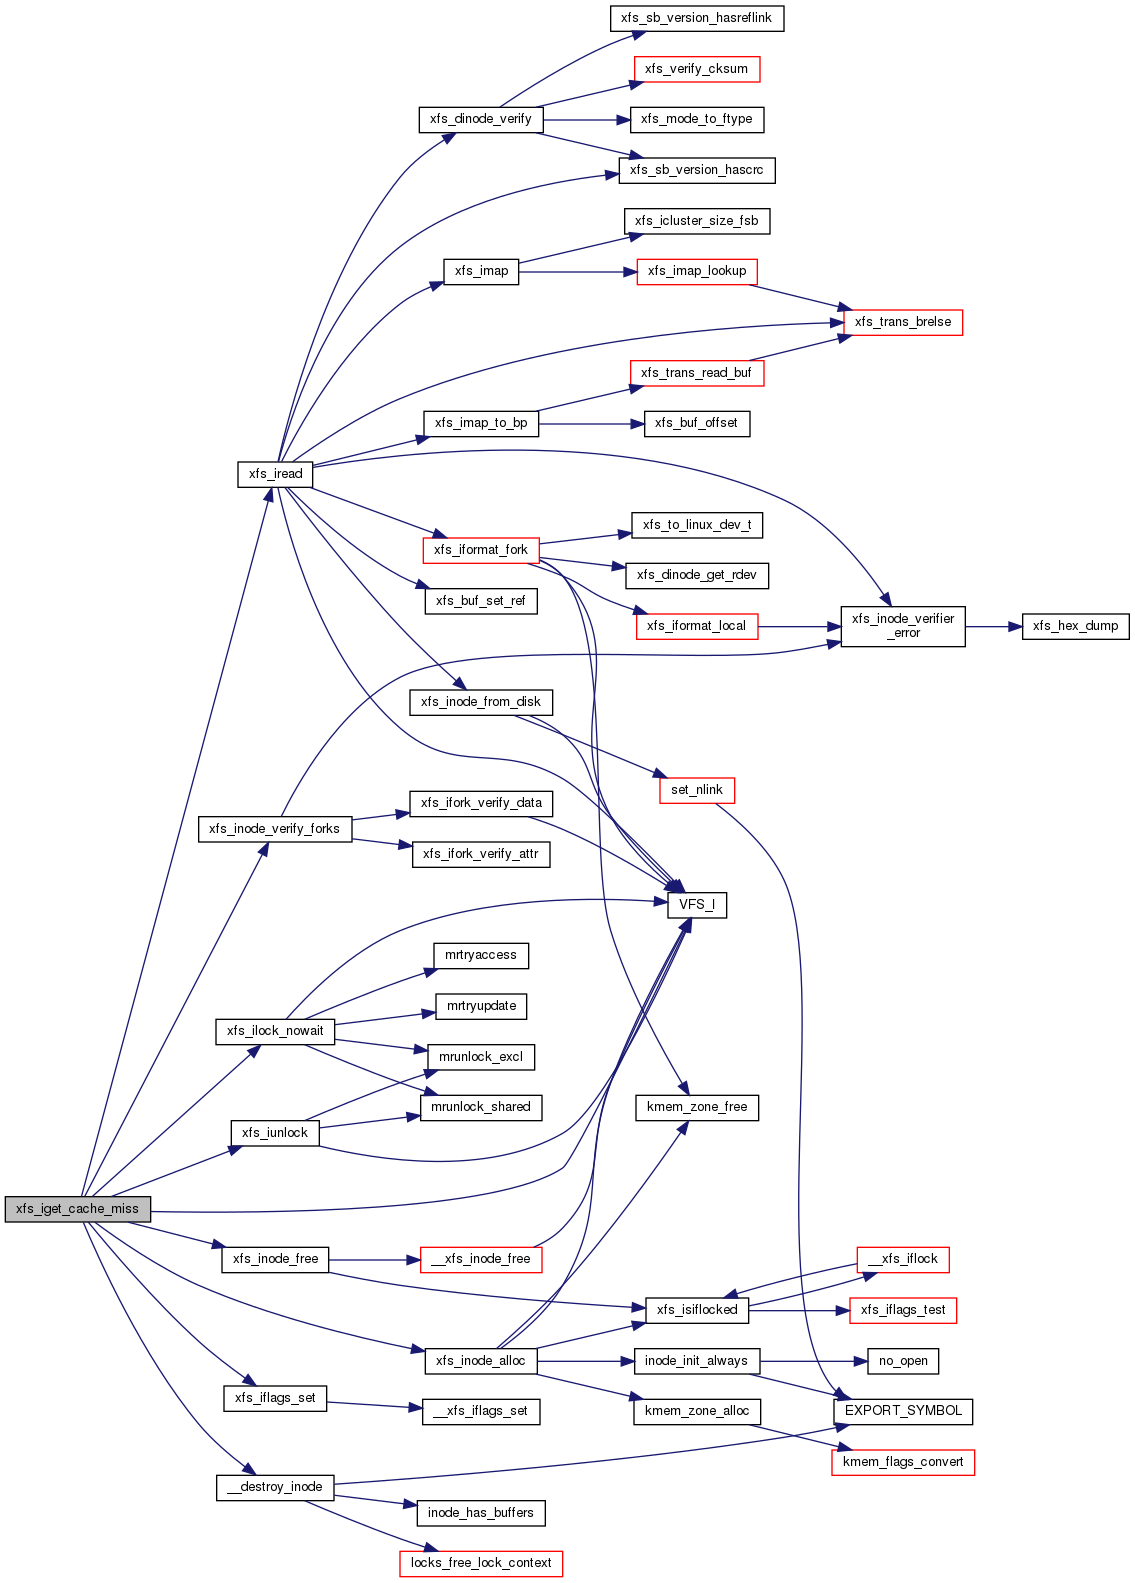 xfs_sb_version_hasreflink
xfs_verify_cksum
xfs_dinode_verify
xfs_mode_to_ftype
xfs_sb_version_hascrc
xfs_icluster_size_fsb
xfs_imap
xfs_imap_lookup
xfs_trans_brelse
xfs_trans_read_buf
xfs_imap_to_bp
xfs_buf_offset
xfs_iread
xfs_to_linux_dev_t
xfs_iformat_fork
xfs_dinode_get_rdev
xfs_buf_set_ref
xfs_iformat_local
xfs_inode_verifier
_error
xfs_hex_dump
xfs_inode_from_disk
set_nlink
xfs_ifork_verify_data
xfs_inode_verify_forks
xfs_ifork_verify_attr
VFS_I
mrtryaccess
mrtryupdate
xfs_ilock_nowait
mrunlock_excl
mrunlock_shared
kmem_zone_free
xfs_iunlock
xfs_iget_cache_miss
xfs_inode_free
__xfs_inode_free
__xfs_iflock
xfs_isiflocked
xfs_iflags_test
xfs_inode_alloc
inode_init_always
no_open
xfs_iflags_set
__xfs_iflags_set
kmem_zone_alloc
EXPORT_SYMBOL
kmem_flags_convert
__destroy_inode
inode_has_buffers
locks_free_lock_context